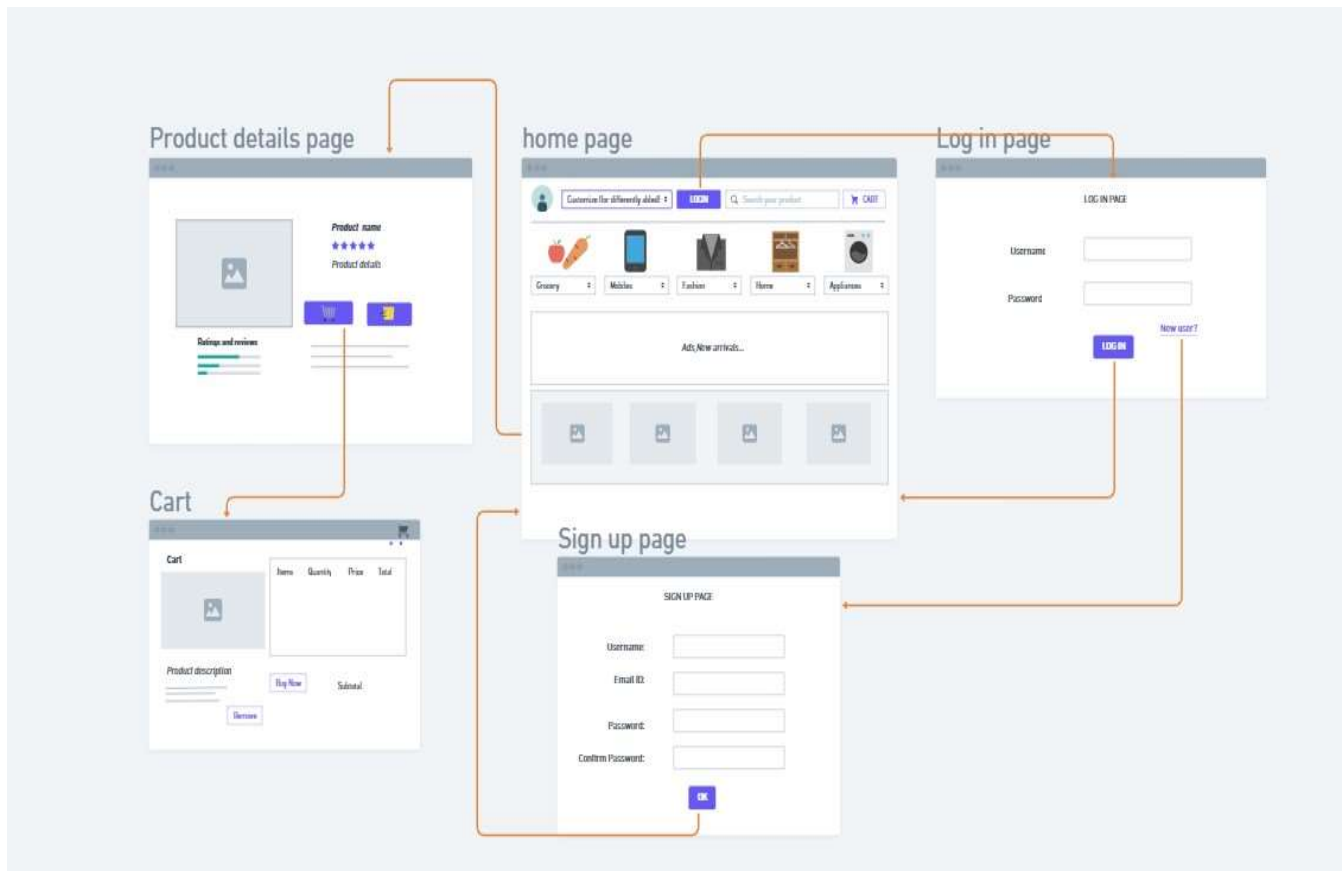 Product details page
Product name
Product details
Ratings and reviews
home page
Customize (for differently abled)
LOGIN
Search your product
CART
Grocery
Mobiles
Fashion
Home
Appliances
Ads,New arrivals...
Log in page
LOG IN PAGE
Username
Password
New user?
LOG IN
Cart
Cart
Items Quantity Price Total
Product description
Buy Now
Subtotal
Remove
Sign up page
SIGN UP PAGE
Username:
Email ID:
Password:
Confirm Password:
OK